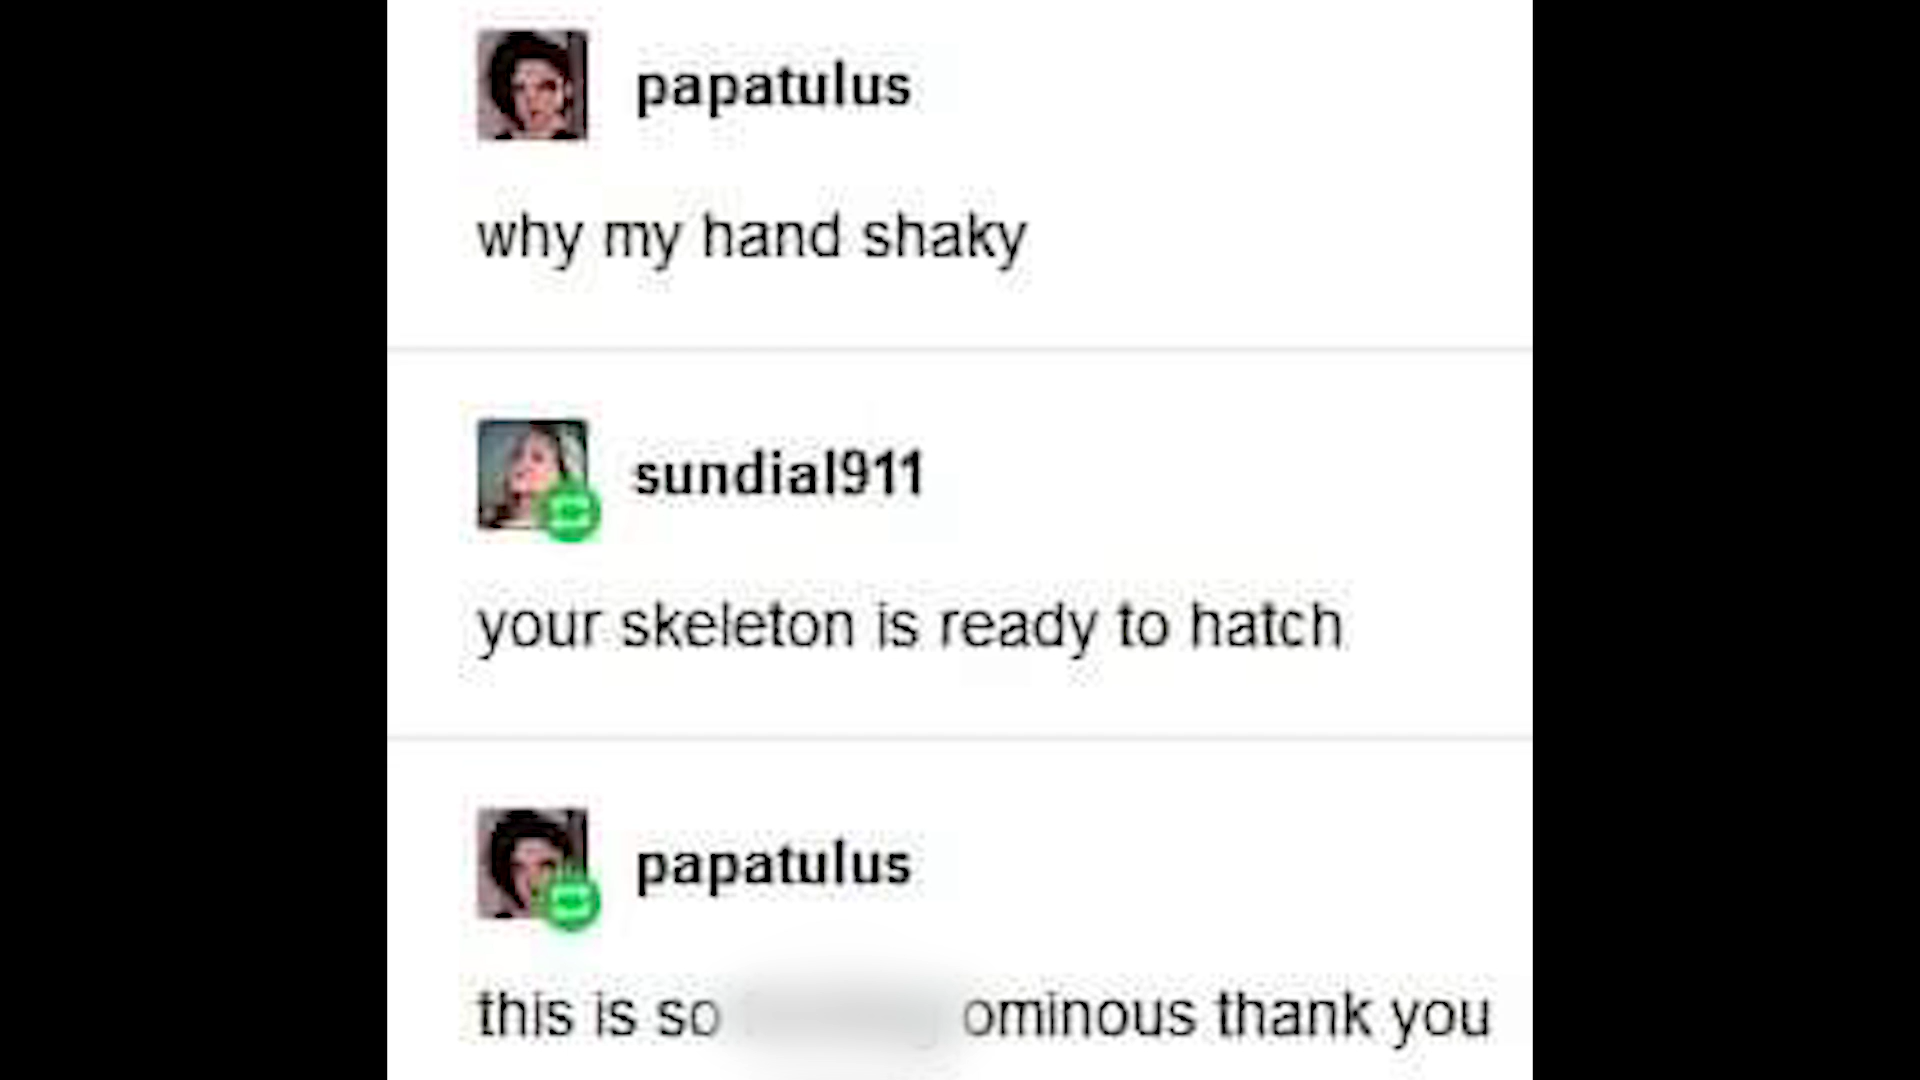 papatulus
why my hand shaky
sundial911
your skeleton is ready to hatch
papatulus
this is so ominous thank you